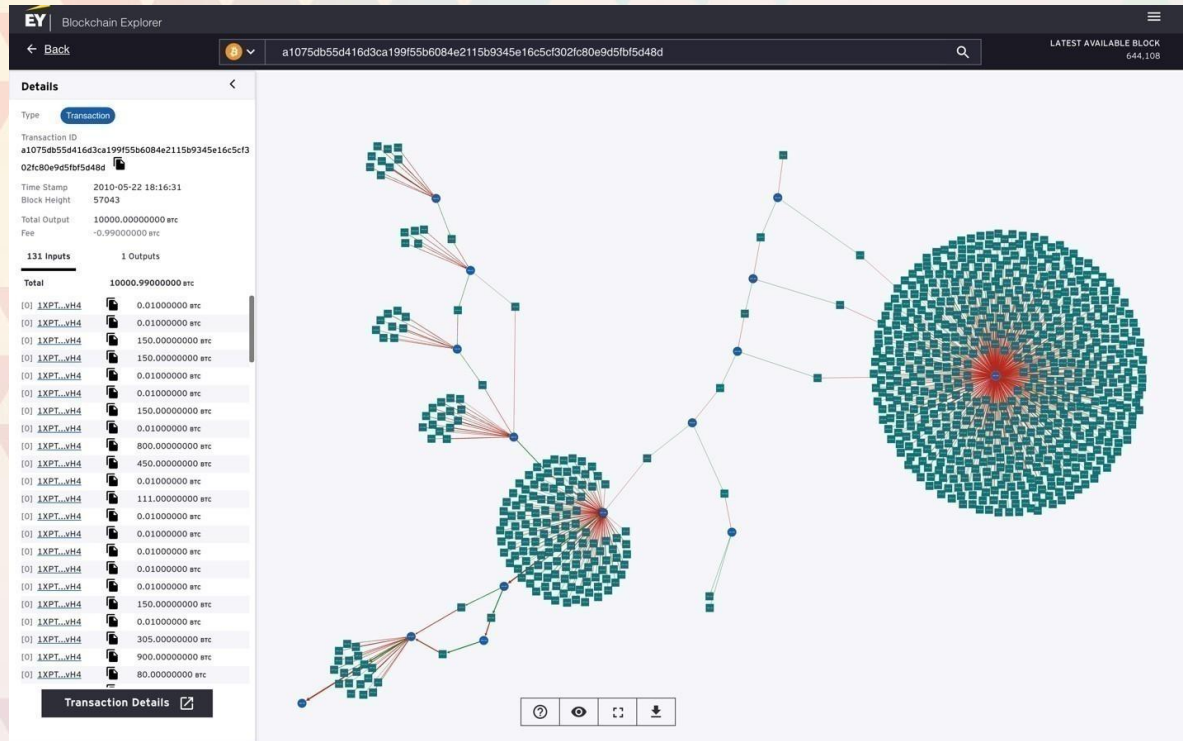 EY Blockchain Explorer
← Back
a1075db55d416d3ca199f55b6084e2115b9345e16c5cf302fc80e9d5fbf5d48d
LATEST AVAILABLE BLOCK
644,108
Details
Type Transaction
Transaction ID
a1075db55d416d3ca199f55b6084e2115b9345e16c5cf3
02fc80e9d5fbf5d48d
Time Stamp 2010-05-22 18:16:31
Block Height 57043
Total Output 10000.00000000 BTC
Fee -0.99000000 BTC
131 Inputs 1 Outputs
Total 10000.99000000 BTC
[0] 1XPT...vH4 0.01000000 BTC
[0] 1XPT...vH4 0.01000000 BTC
[0] 1XPT...vH4 150.00000000 BTC
[0] 1XPT...vH4 150.00000000 BTC
[0] 1XPT...vH4 0.01000000 BTC
[0] 1XPT...vH4 0.01000000 BTC
[0] 1XPT...vH4 150.00000000 BTC
[0] 1XPT...vH4 0.01000000 BTC
[0] 1XPT...vH4 800.00000000 BTC
[0] 1XPT...vH4 450.00000000 BTC
[0] 1XPT...vH4 0.01000000 BTC
[0] 1XPT...vH4 111.00000000 BTC
[0] 1XPT...vH4 0.01000000 BTC
[0] 1XPT...vH4 0.01000000 BTC
[0] 1XPT...vH4 0.01000000 BTC
[0] 1XPT...vH4 0.01000000 BTC
[0] 1XPT...vH4 150.00000000 BTC
[0] 1XPT...vH4 0.01000000 BTC
[0] 1XPT...vH4 305.00000000 BTC
[0] 1XPT...vH4 900.00000000 BTC
[0] 1XPT...vH4 80.00000000 BTC
Transaction Details